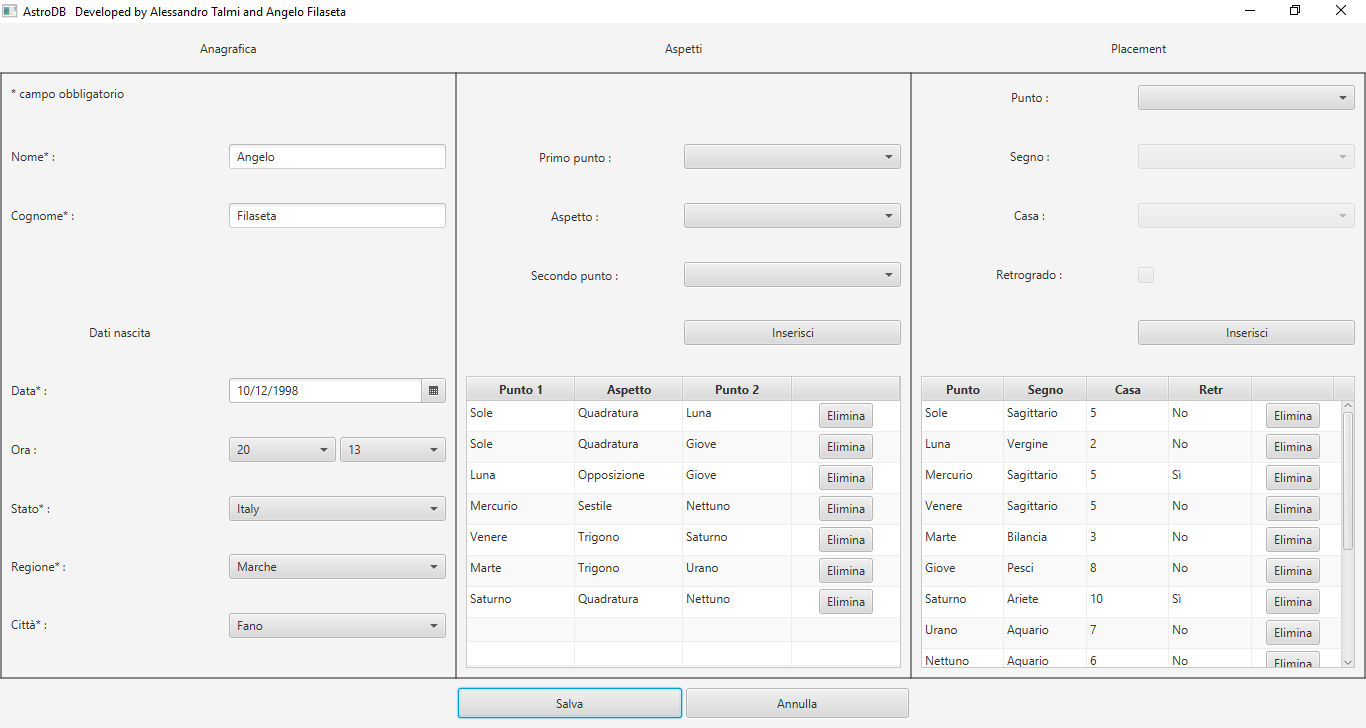 AstroDB Developed by Alessandro Talmi and Angelo Filaseta
Anagrafica
Aspetti
Placement
* campo obbligatorio
Nome* :
Angelo
Cognome* :
Filaseta
Dati nascita
Data* :
10/12/1998
Ora :
20
13
Stato* :
Italy
Regione* :
Marche
Città* :
Fano
Primo punto :
Aspetto :
Secondo punto :
Inserisci
Punto 1 Aspetto Punto 2
Sole Quadratura Luna Elimina
Sole Quadratura Giove Elimina
Luna Opposizione Giove Elimina
Mercurio Sestile Nettuno Elimina
Venere Trigono Saturno Elimina
Marte Trigono Urano Elimina
Saturno Quadratura Nettuno Elimina
Punto :
Segno :
Casa :
Retrogrado :
Inserisci
Punto Segno Casa Retr
Sole Sagittario 5 No Elimina
Luna Vergine 2 No Elimina
Mercurio Sagittario 5 Sì Elimina
Venere Sagittario 5 No Elimina
Marte Bilancia 3 No Elimina
Giove Pesci 8 No Elimina
Saturno Ariete 10 Sì Elimina
Urano Aquario 7 No Elimina
Nettuno Aquario 6 No Elimina
Salva
Annulla